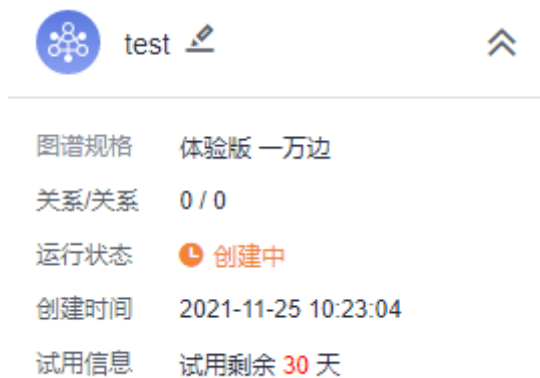 test
图谱规格 体验版 一万边
关系/关系 0 / 0
运行状态 创建中
创建时间 2021-11-25 10:23:04
试用信息 试用剩余 30 天